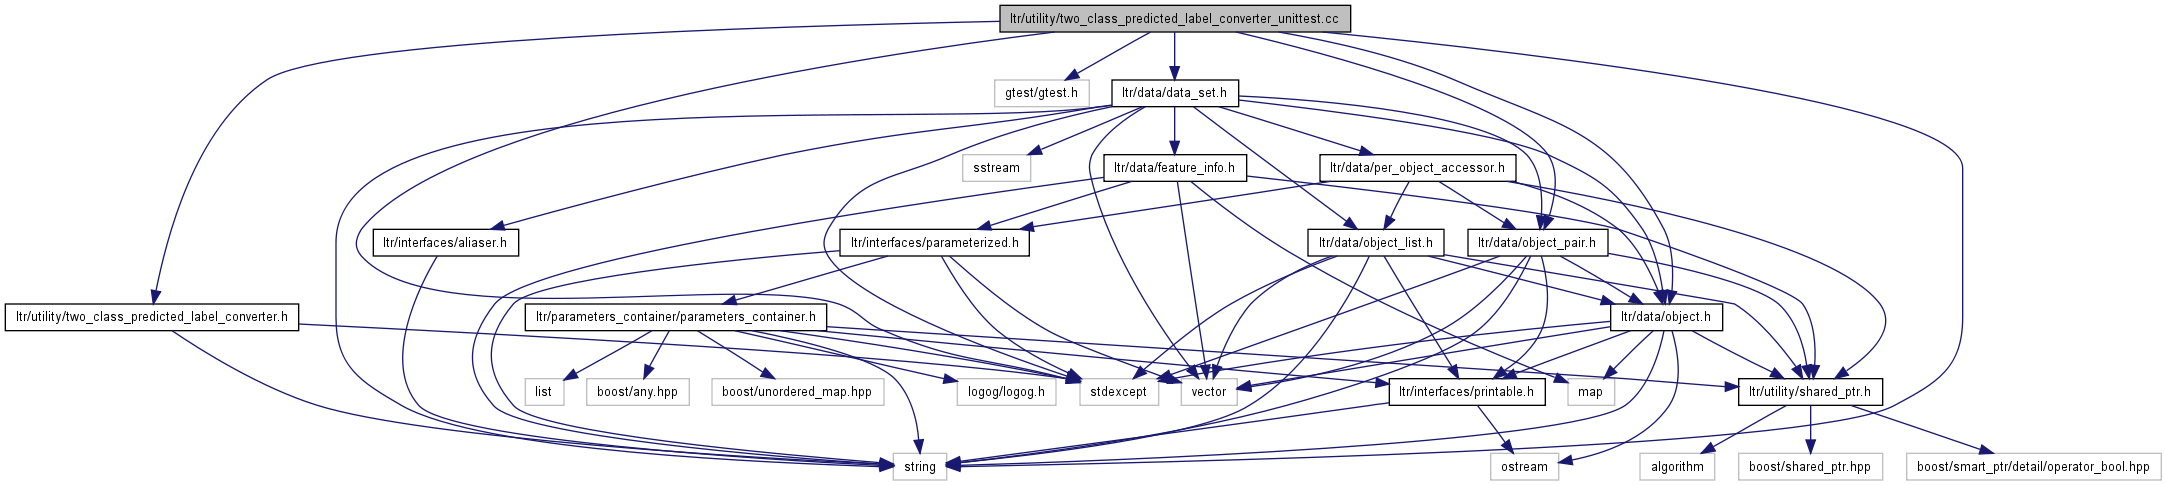 ltr/utility/two_class_predicted_label_converter_unittest.cc
gtest/gtest.h
ltr/data/data_set.h
sstream
ltr/data/feature_info.h
ltr/data/per_object_accessor.h
ltr/interfaces/aliaser.h
ltr/interfaces/parameterized.h
ltr/data/object_list.h
ltr/data/object_pair.h
ltr/utility/two_class_predicted_label_converter.h
ltr/parameters_container/parameters_container.h
ltr/data/object.h
list
boost/any.hpp
boost/unordered_map.hpp
logog/logog.h
stdexcept
vector
ltr/interfaces/printable.h
map
ltr/utility/shared_ptr.h
string
ostream
algorithm
boost/shared_ptr.hpp
boost/smart_ptr/detail/operator_bool.hpp